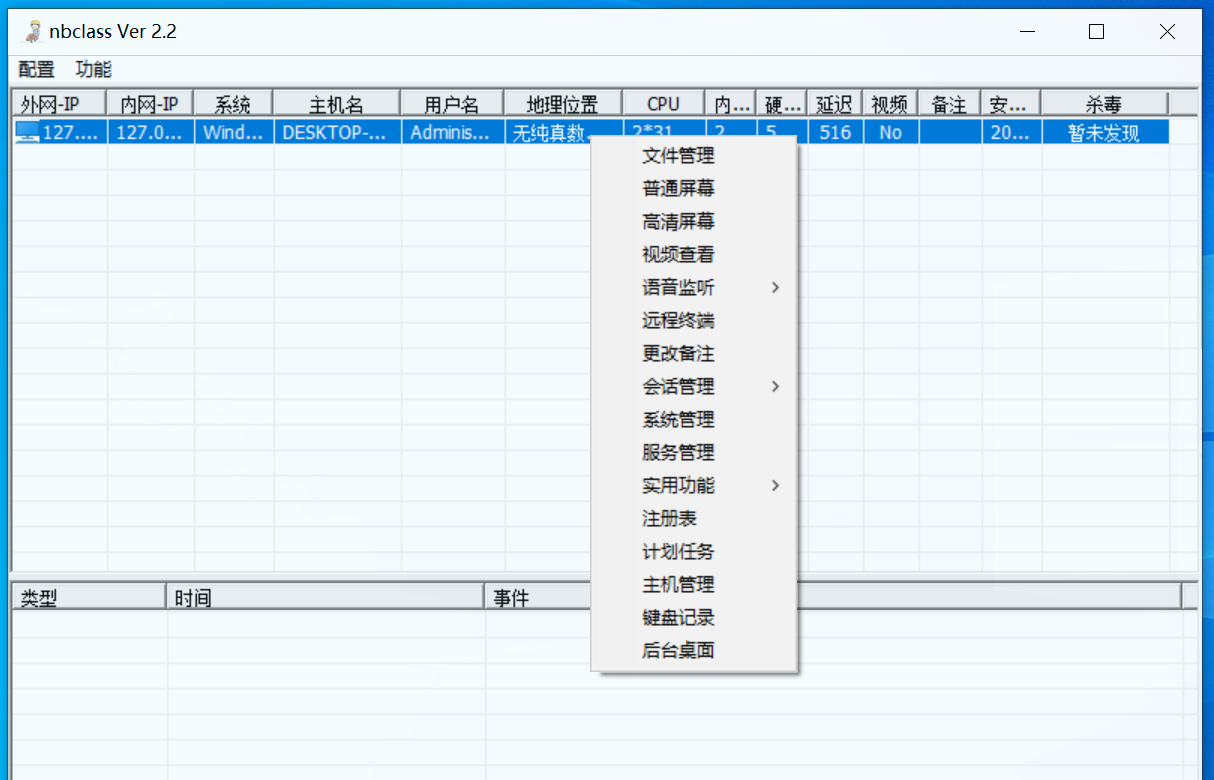 nbclass Ver 2.2
配置 功能
外网-IP 内网-IP 系统 主机名 用户名 地理位置 CPU 内... 硬... 延迟 视频 备注 安... 杀毒
127.... 127.0... Wind... DESKTOP-... Adminis... 无纯真数... 2*31 2 5 516 No 20... 暂未发现
文件管理
普通屏幕
高清屏幕
视频查看
语音监听
远程终端
更改备注
会话管理
系统管理
服务管理
实用功能
注册表
计划任务
主机管理
键盘记录
后台桌面
类型 时间 事件